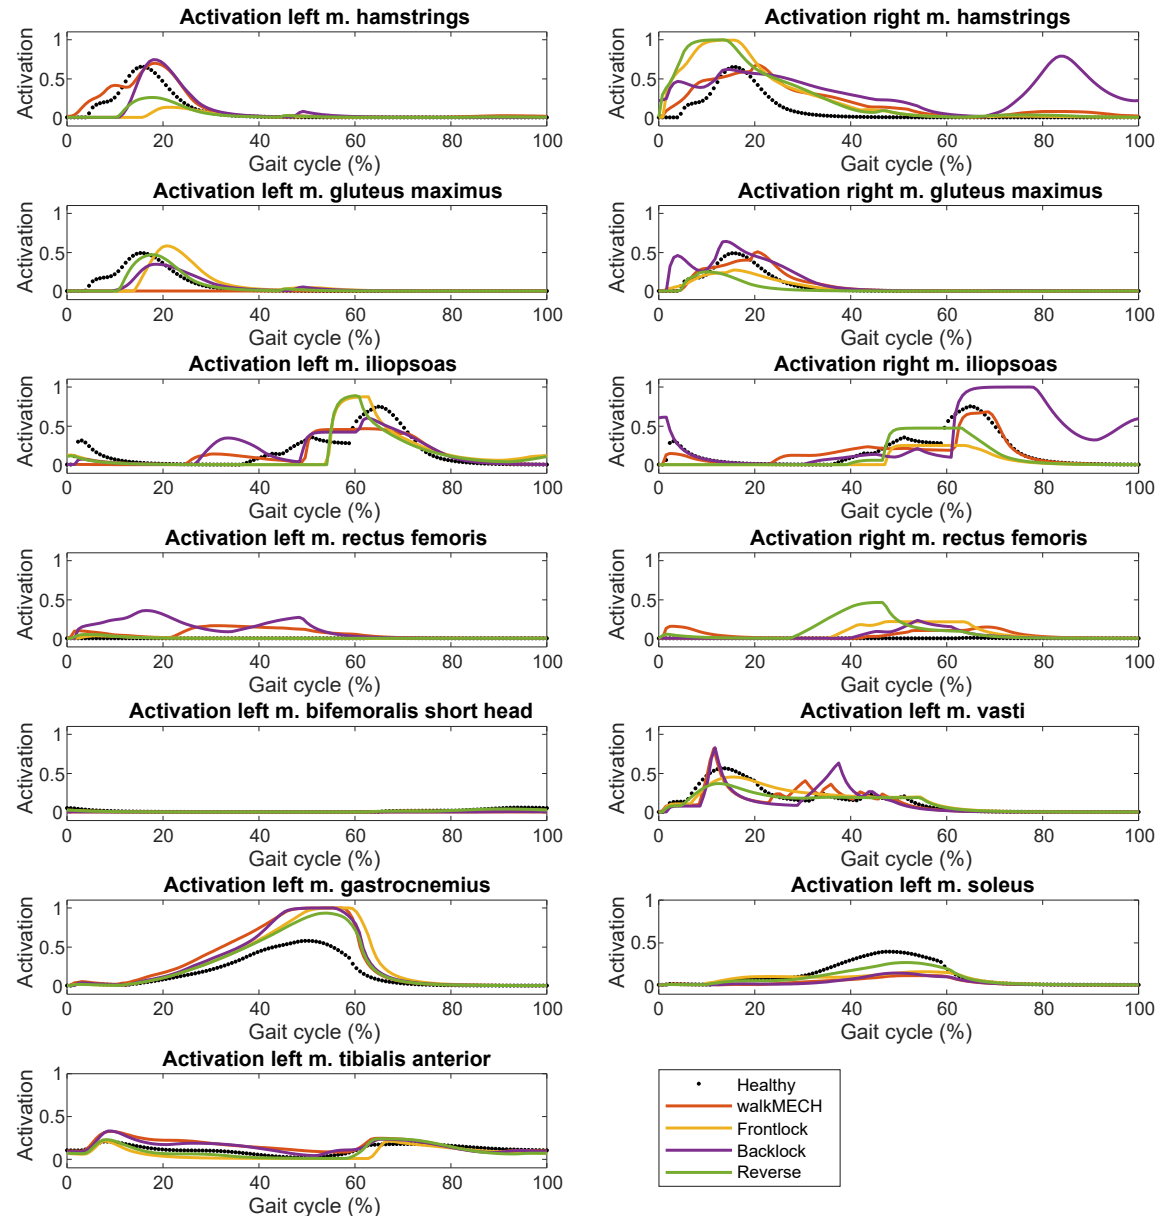 Activation left m. hamstrings
Activation
1
0.5
0
0 20 40 60 80 100
Gait cycle (%)
Activation right m. hamstrings
Activation
1
0.5
0
0 20 40 60 80 100
Gait cycle (%)
Activation left m. gluteus maximus
Activation
1
0.5
0
0 20 40 60 80 100
Gait cycle (%)
Activation right m. gluteus maximus
Activation
1
0.5
0
0 20 40 60 80 100
Gait cycle (%)
Activation left m. iliopsoas
Activation
1
0.5
0
0 20 40 60 80 100
Gait cycle (%)
Activation right m. iliopsoas
Activation
1
0.5
0
0 20 40 60 80 100
Gait cycle (%)
Activation left m. rectus femoris
Activation
1
0.5
0
0 20 40 60 80 100
Gait cycle (%)
Activation right m. rectus femoris
Activation
1
0.5
0
0 20 40 60 80 100
Gait cycle (%)
Activation left m. bifemoralis short head
Activation
1
0.5
0
0 20 40 60 80 100
Gait cycle (%)
Activation left m. vasti
Activation
1
0.5
0
0 20 40 60 80 100
Gait cycle (%)
Activation left m. gastrocnemius
Activation
1
0.5
0
0 20 40 60 80 100
Gait cycle (%)
Activation left m. soleus
Activation
1
0.5
0
0 20 40 60 80 100
Gait cycle (%)
Activation left m. tibialis anterior
Activation
1
0.5
0
0 20 40 60 80 100
Gait cycle (%)
Healthy
walkMECH
Frontlock
Backlock
Reverse